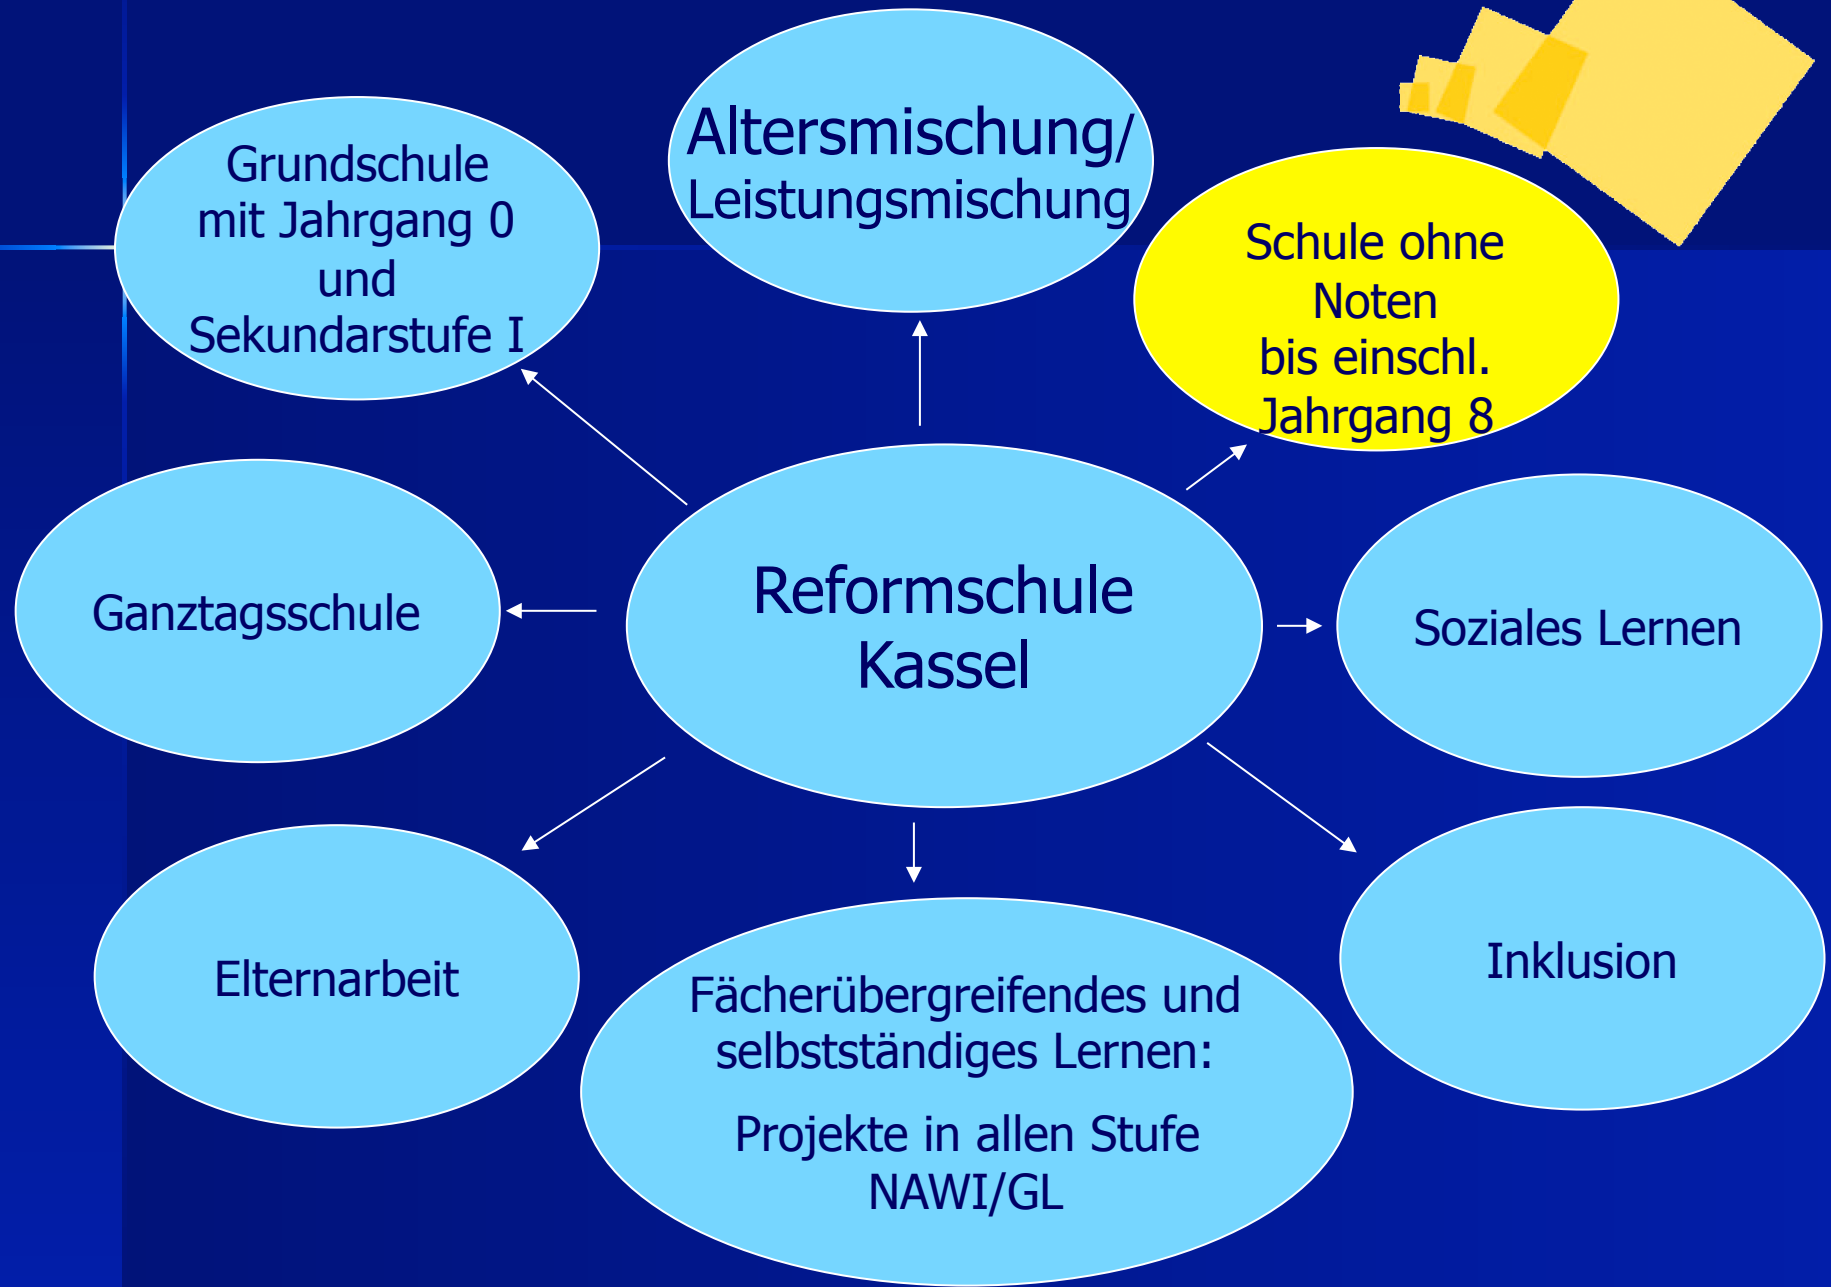 Altersmischung/
Leistungsmischung
Grundschule
mit Jahrgang 0
und
Sekundarstufe I
Schule ohne
Noten
bis einschl.
Jahrgang 8
Ganztagsschule
Reformschule
Kassel
Soziales Lernen
Elternarbeit
Fächerübergreifendes und
selbstständiges Lernen:
Projekte in allen Stufe
NAWI/GL
Inklusion